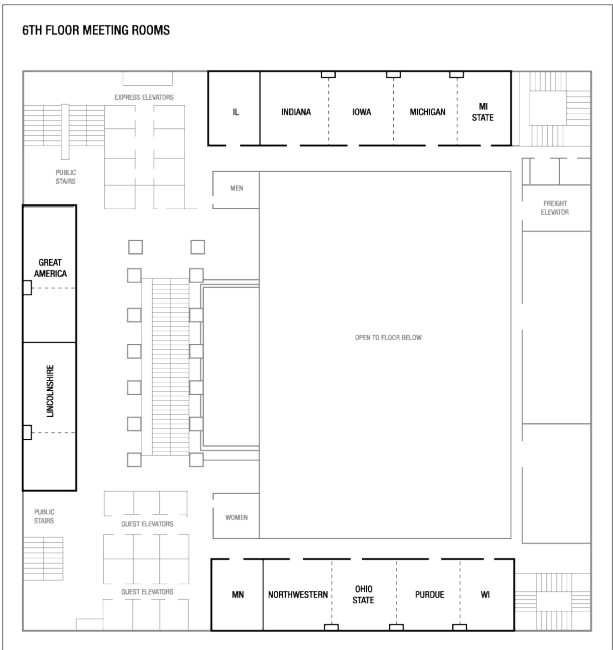 6TH FLOOR MEETING ROOMS
EXPRESS ELEVATORS
IL
INDIANA
IOWA
MICHIGAN
MI
STATE
PUBLIC
STAIRS
MEN
FREIGHT
ELEVATOR
GREAT
AMERICA
OPEN TO FLOOR BELOW
LINCOLNSHIRE
PUBLIC
STAIRS
GUEST ELEVATORS
WOMEN
GUEST ELEVATORS
MN
NORTHWESTERN
OHIO
STATE
PURDUE
WI